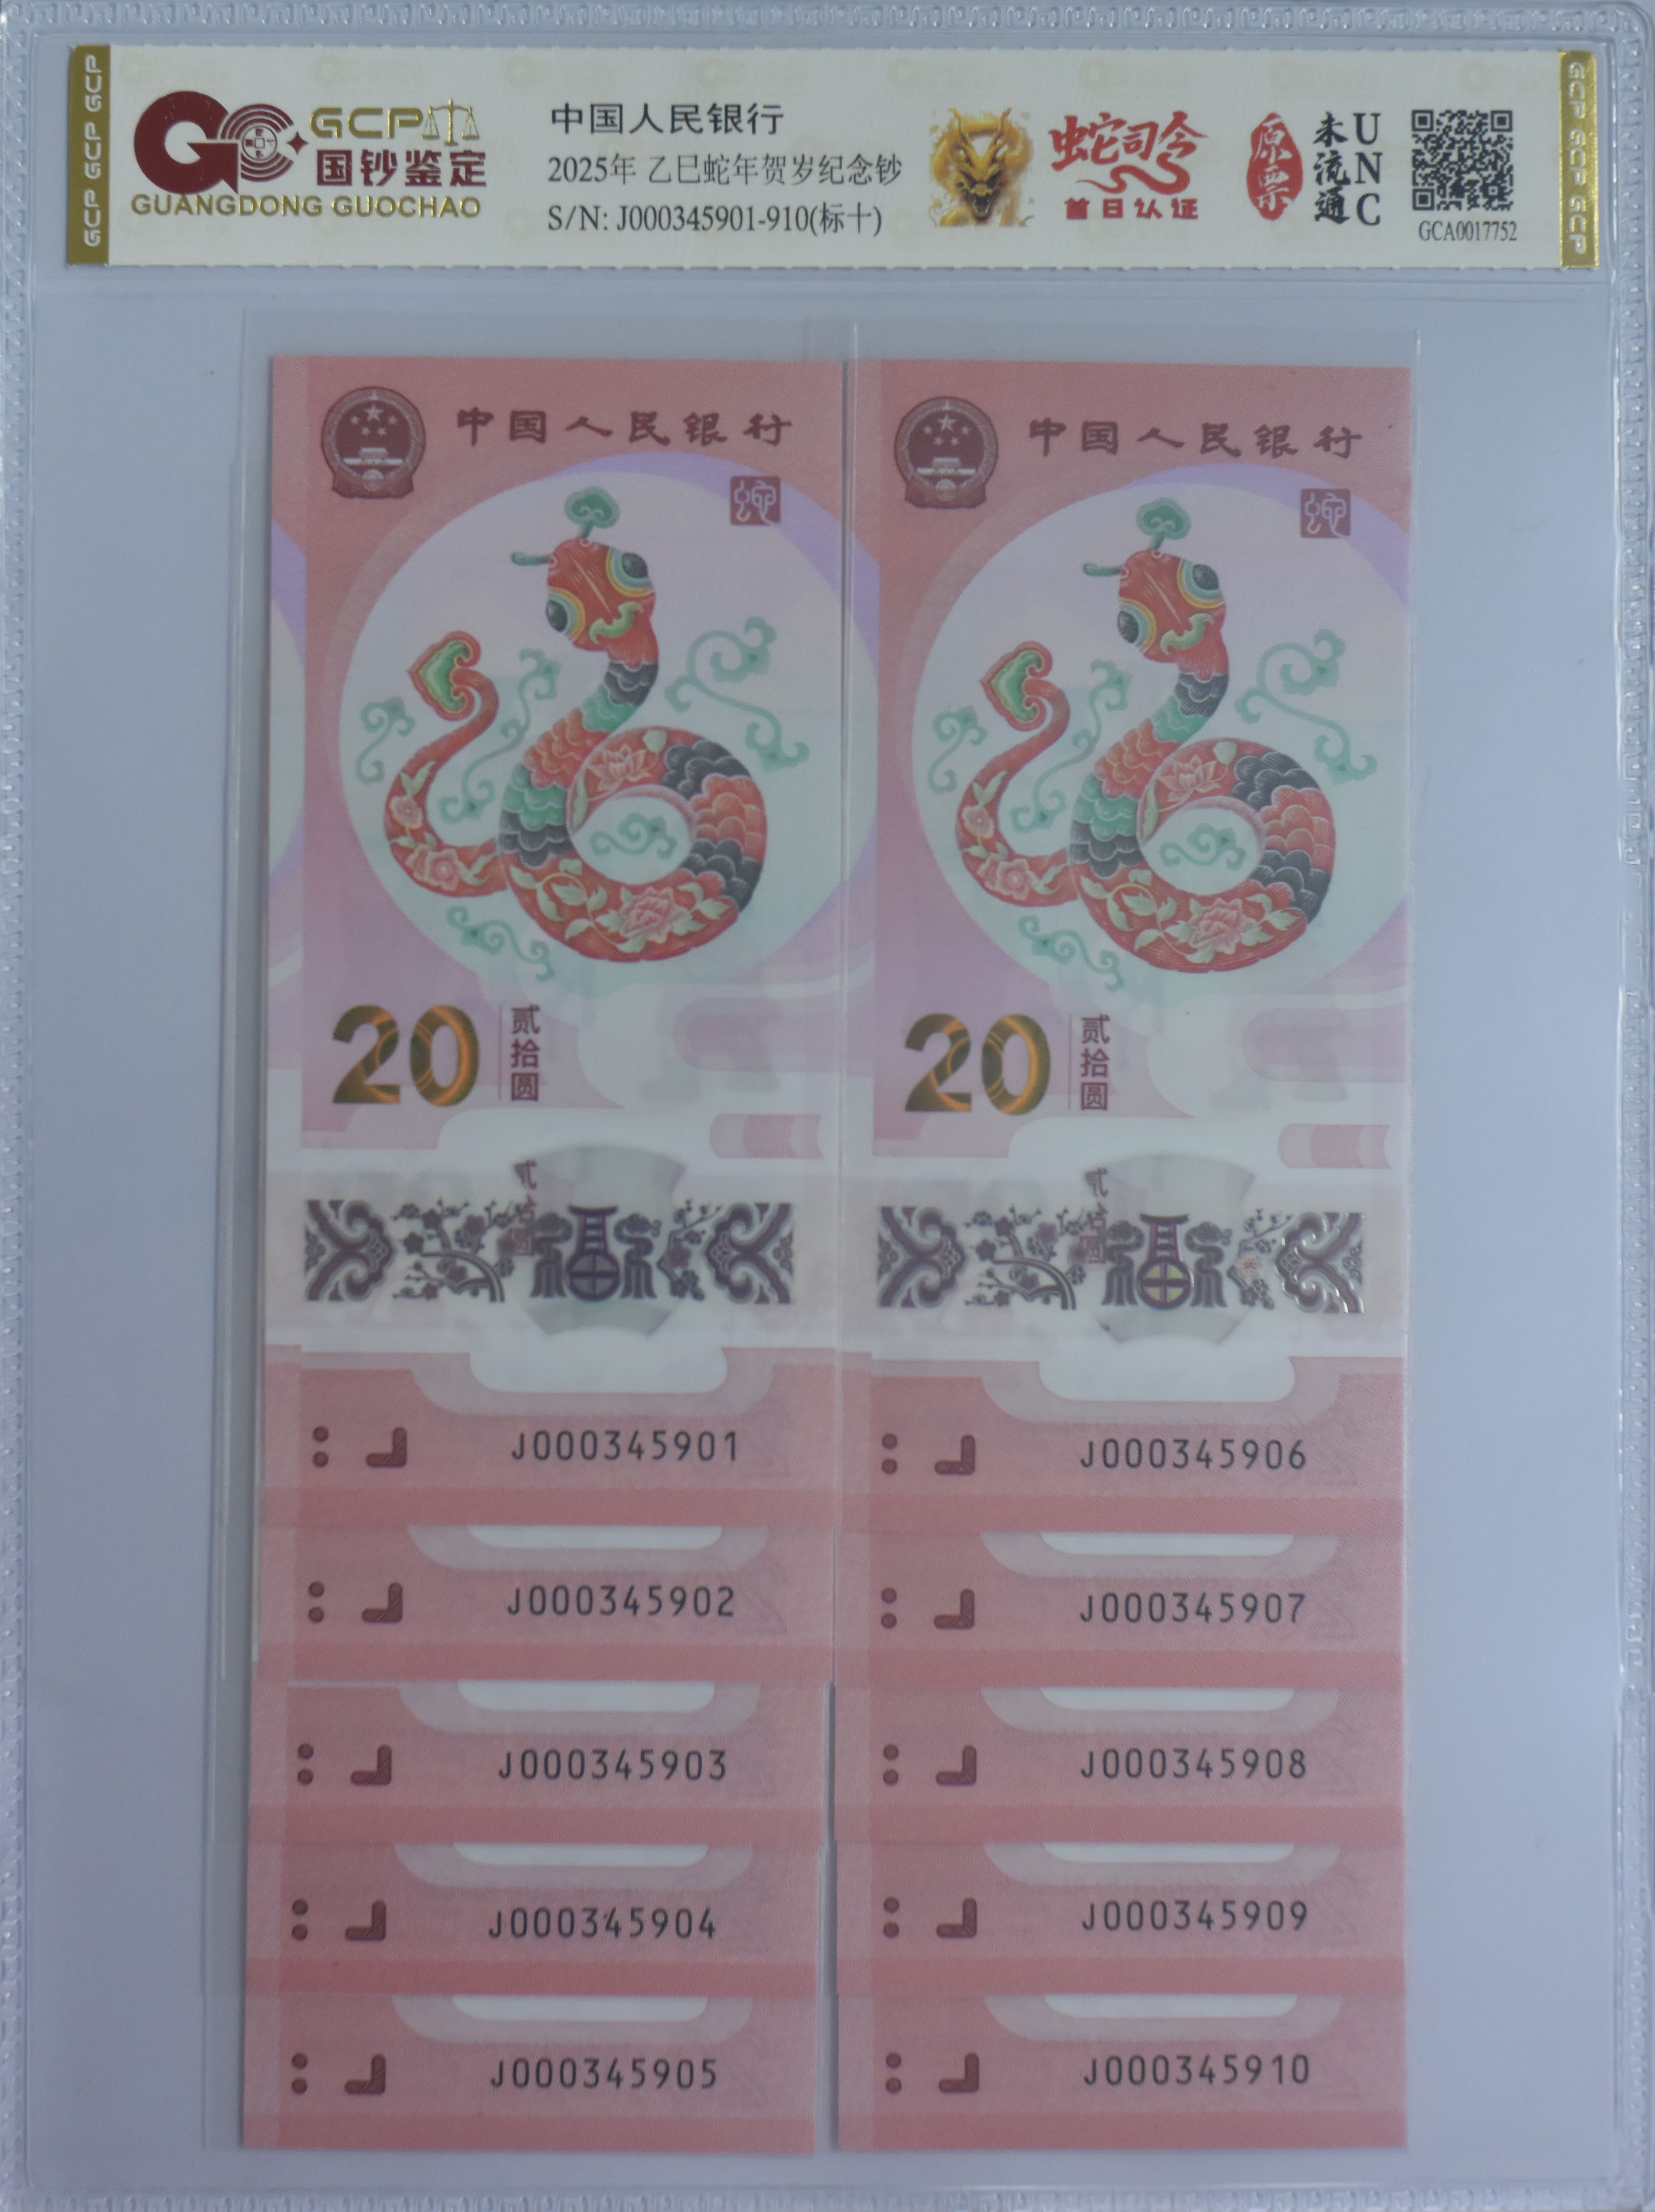 GCP GCP GCP
GCP
国钞鉴定
GUANGDONG GUOCHAO
中国人民银行
2025年 乙巳蛇年贺岁纪念钞
S/N: J000345901-910(标十)
蛇司令
首日认证
原票
未流通
UNC
GCA0017752
GCP GCP GCP
中国人民银行
蛇
20
贰拾圆
福
J000345901
J000345902
J000345903
J000345904
J000345905
中国人民银行
蛇
20
贰拾圆
福
J000345906
J000345907
J000345908
J000345909
J000345910